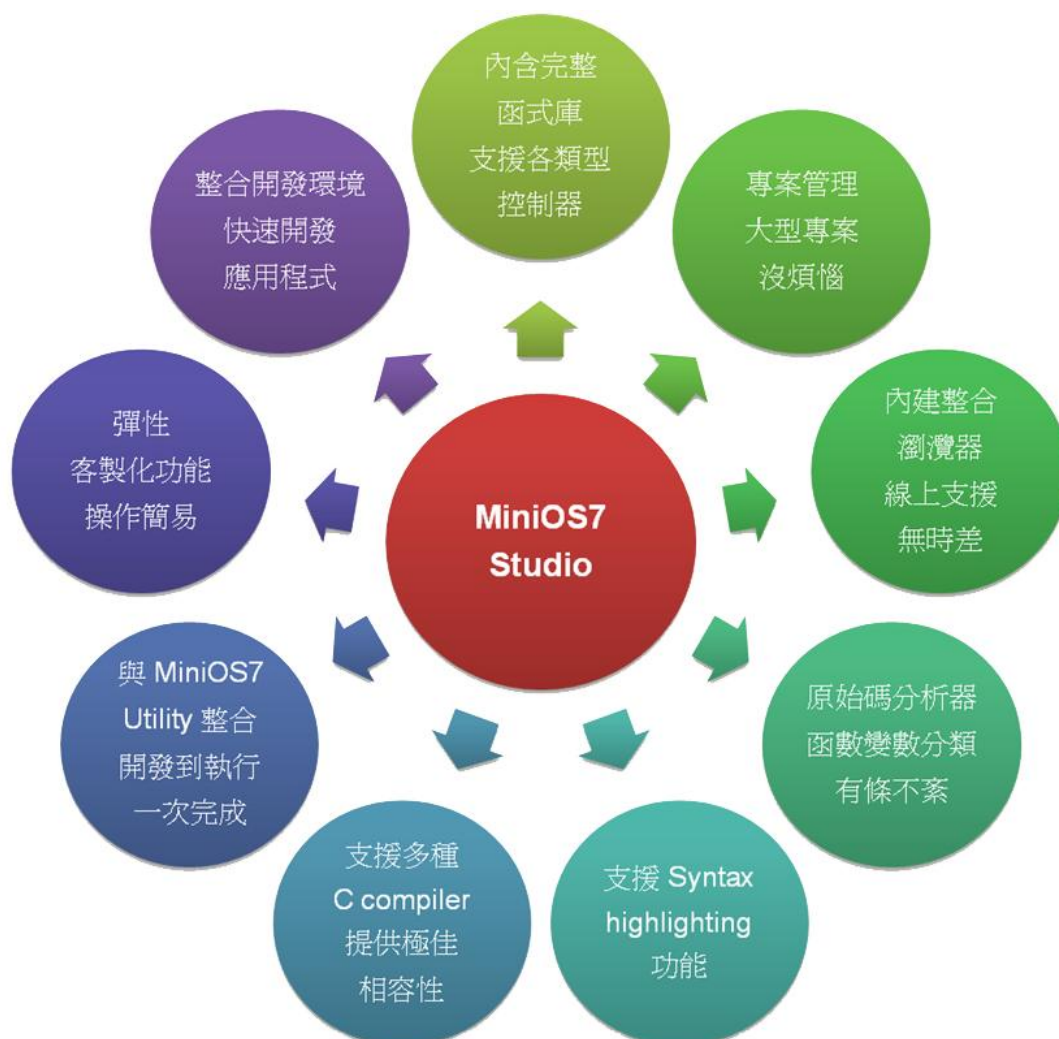 內含完整
函式庫
支援各類型
控制器
專案管理
大型專案
沒煩惱
內建整合
瀏灠器
線上支援
無時差
原始碼分析器
函數變數分類
有條不紊
支援 Syntax
highlighting
功能
支援多種
C compiler
提供極佳
相容性
與 MiniOS7
Utility 整合
開發到執行
一次完成
彈性
客製化功能
操作簡易
整合開發環境
快速開發
應用程式
MiniOS7
Studio